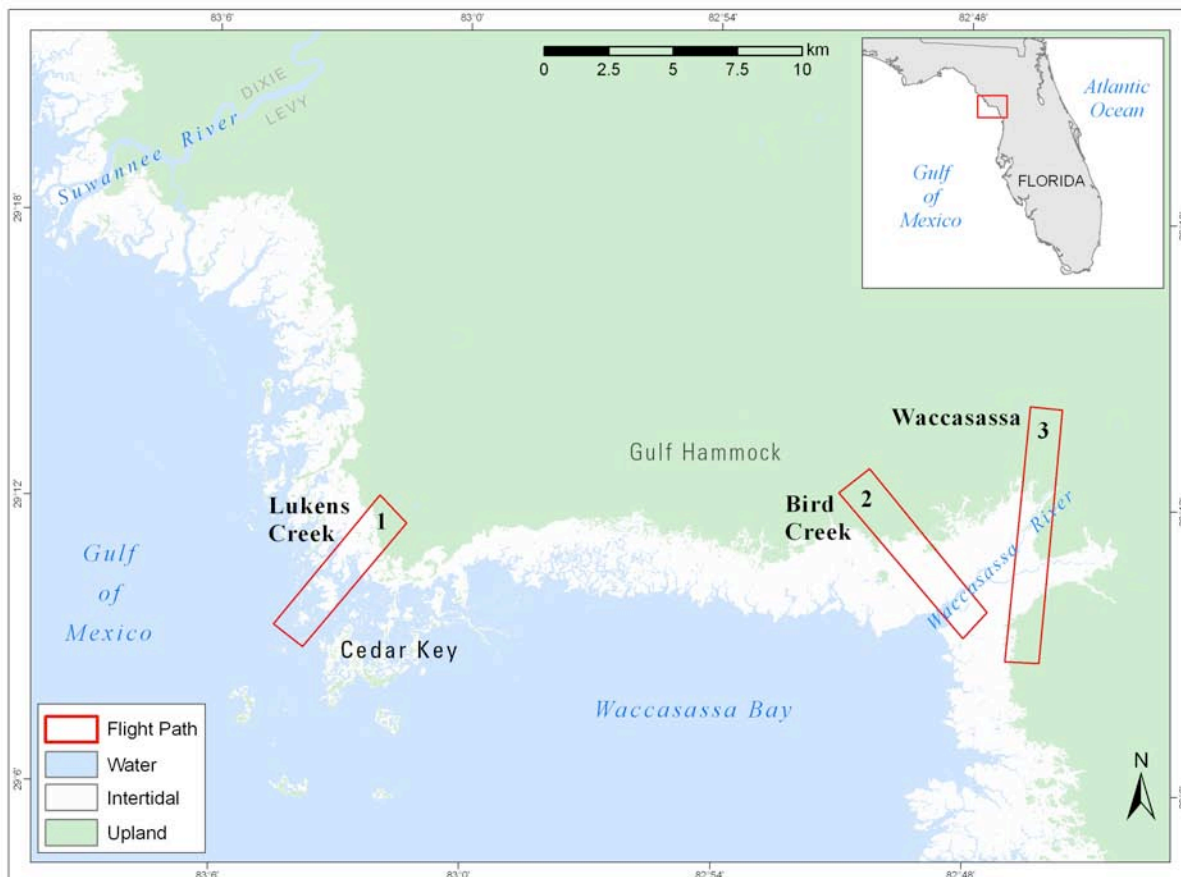 83°6'
83°0'
82°54'
82°48'
km
0 2.5 5 7.5 10
DIXIE
LEVY
Suwannee River
Atlantic
Ocean
Gulf
of
Mexico
FLORIDA
29°18'
Waccasassa
3
Gulf Hammock
29°12'
Lukens
Creek
1
Bird
Creek
2
Waccasassa River
Gulf
of
Mexico
Cedar Key
Waccasassa Bay
Flight Path
Water
Intertidal
Upland
N
29°6'
83°6'
83°0'
82°54'
82°48'